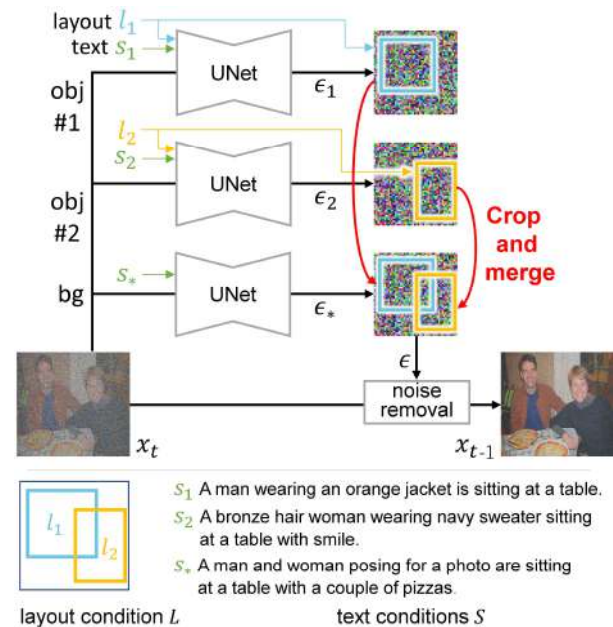 layout l₁
text s₁
UNet
ϵ₁
obj
#1
l₂
s₂
UNet
ϵ₂
obj
#2
Crop
and
merge
s*
bg
UNet
ϵ*
ϵ
noise
removal
xₜ
xₜ₋₁
l₁
l₂
s₁ A man wearing an orange jacket is sitting at a table.
s₂ A bronze hair woman wearing navy sweater sitting
at a table with smile.
s* A man and woman posing for a photo are sitting
at a table with a couple of pizzas
layout condition L
text conditions S